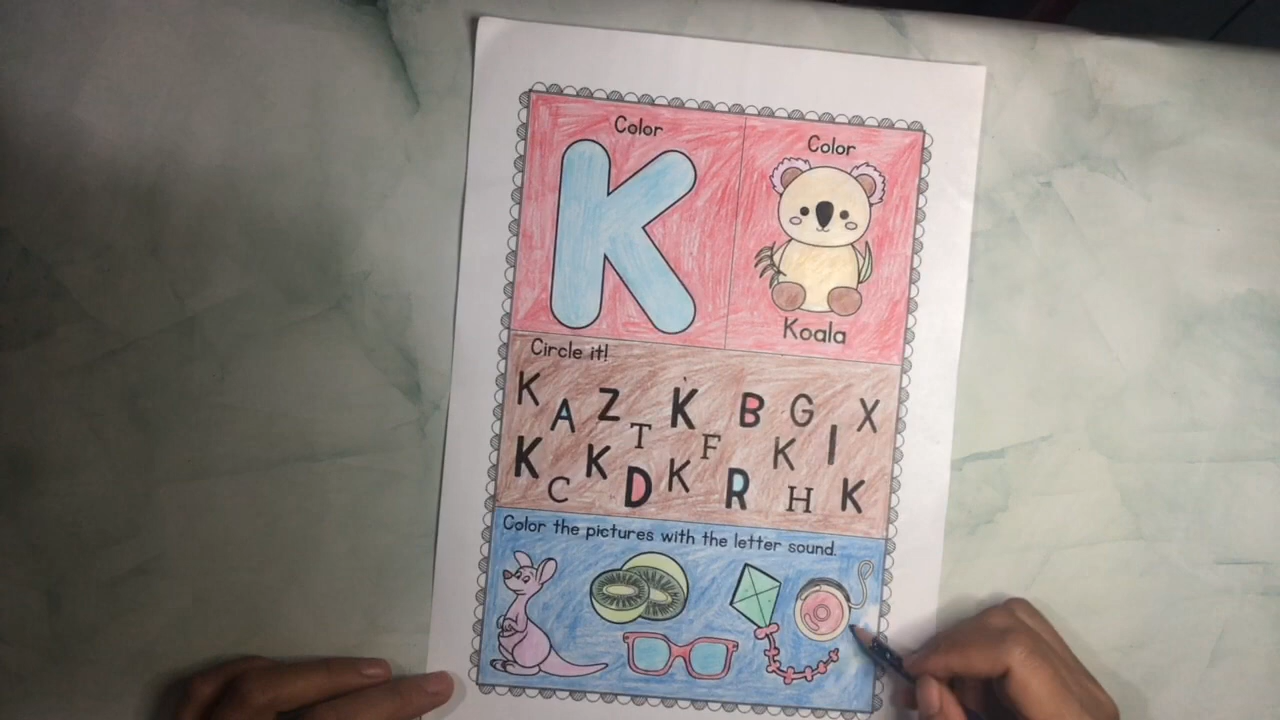 Color
K
Color
Koala
Circle it!
K A Z T K F B G K I X
K C K D K R H K
Color the pictures with the letter sound.